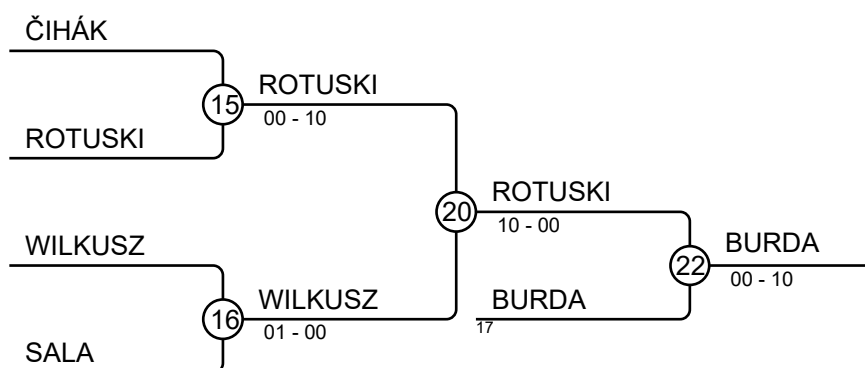 ČIHÁK
ROTUSKI
15
00 - 10
ROTUSKI
ROTUSKI
20
10 - 00
WILKUSZ
BURDA
22
00 - 10
WILKUSZ
BURDA
16
01 - 00
17
SALA